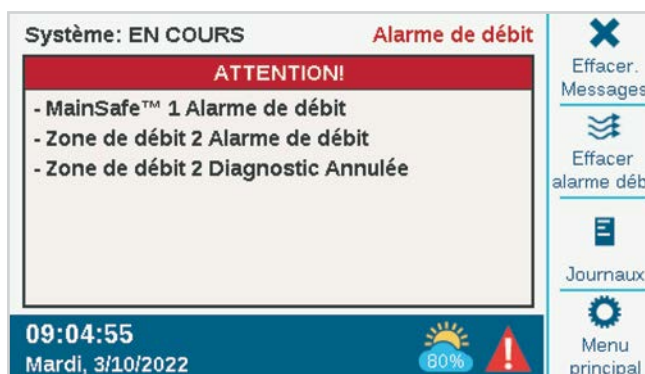 Système: EN COURS
Alarme de débit
ATTENTION!
- MainSafe™ 1 Alarme de débit
- Zone de débit 2 Alarme de débit
- Zone de débit 2 Diagnostic Annulée
Effacer.
Messages
Effacer
alarme déb
Journaux
Menu
principal
09:04:55
Mardi, 3/10/2022
80%